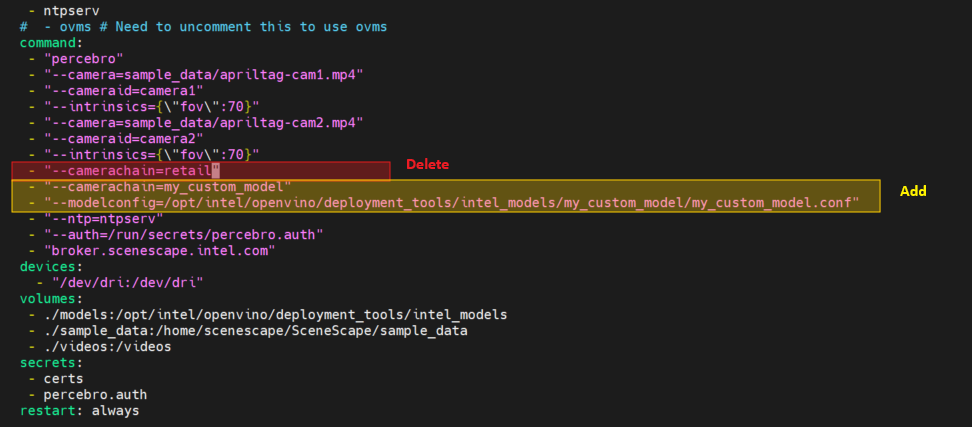 - ntpserv
#  - ovms # Need to uncomment this to use ovms
command:
- "percebro"
- "--camera=sample_data/apriltag-cam1.mp4"
- "--cameraid=camera1"
- "--intrinsics={\"fov\":70}"
- "--camera=sample_data/apriltag-cam2.mp4"
- "--cameraid=camera2"
- "--intrinsics={\"fov\":70}"
- "--camerachain=retail"
Delete
- "--camerachain=my_custom_model"
- "--modelconfig=/opt/intel/openvino/deployment_tools/intel_models/my_custom_model/my_custom_model.conf"
Add
- "--ntp=ntpserv"
- "--auth=/run/secrets/percebro.auth"
- "broker.scenescape.intel.com"
devices:
- "/dev/dri:/dev/dri"
volumes:
- ./models:/opt/intel/openvino/deployment_tools/intel_models
- ./sample_data:/home/scenescape/SceneScape/sample_data
- ./videos:/videos
secrets:
- certs
- percebro.auth
restart: always